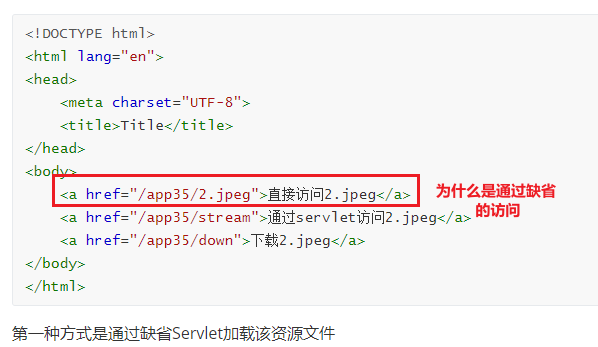 <!DOCTYPE html>
<html lang="en">
<head>
    <meta charset="UTF-8">
    <title>Title</title>
</head>
<body>
    <a href="/app35/2.jpeg">直接访问2.jpeg</a>
    <a href="/app35/stream">通过servlet访问2.jpeg</a>
    <a href="/app35/down">下载2.jpeg</a>
</body>
</html>
为什么是通过缺省
的访问
第一种方式是通过缺省Servlet加载该资源文件